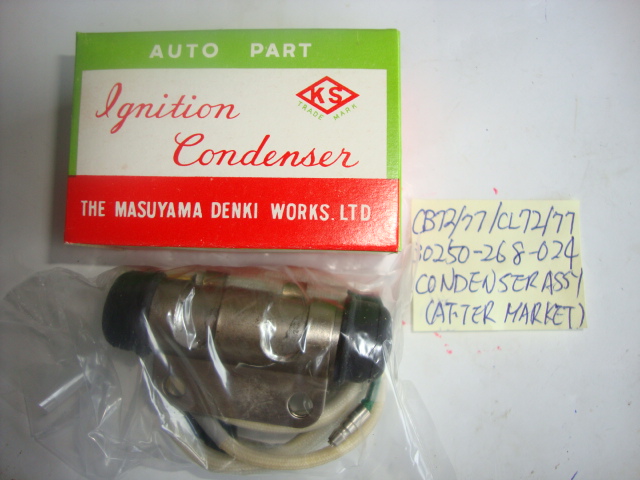 AUTO PART
Ignition
Condenser
KS
TRADE MARK
THE MASUYAMA DENKI WORKS. LTD
CB72/77/CL72/77
30250-268-024
CONDENSER ASSY
(AFTER MARKET)